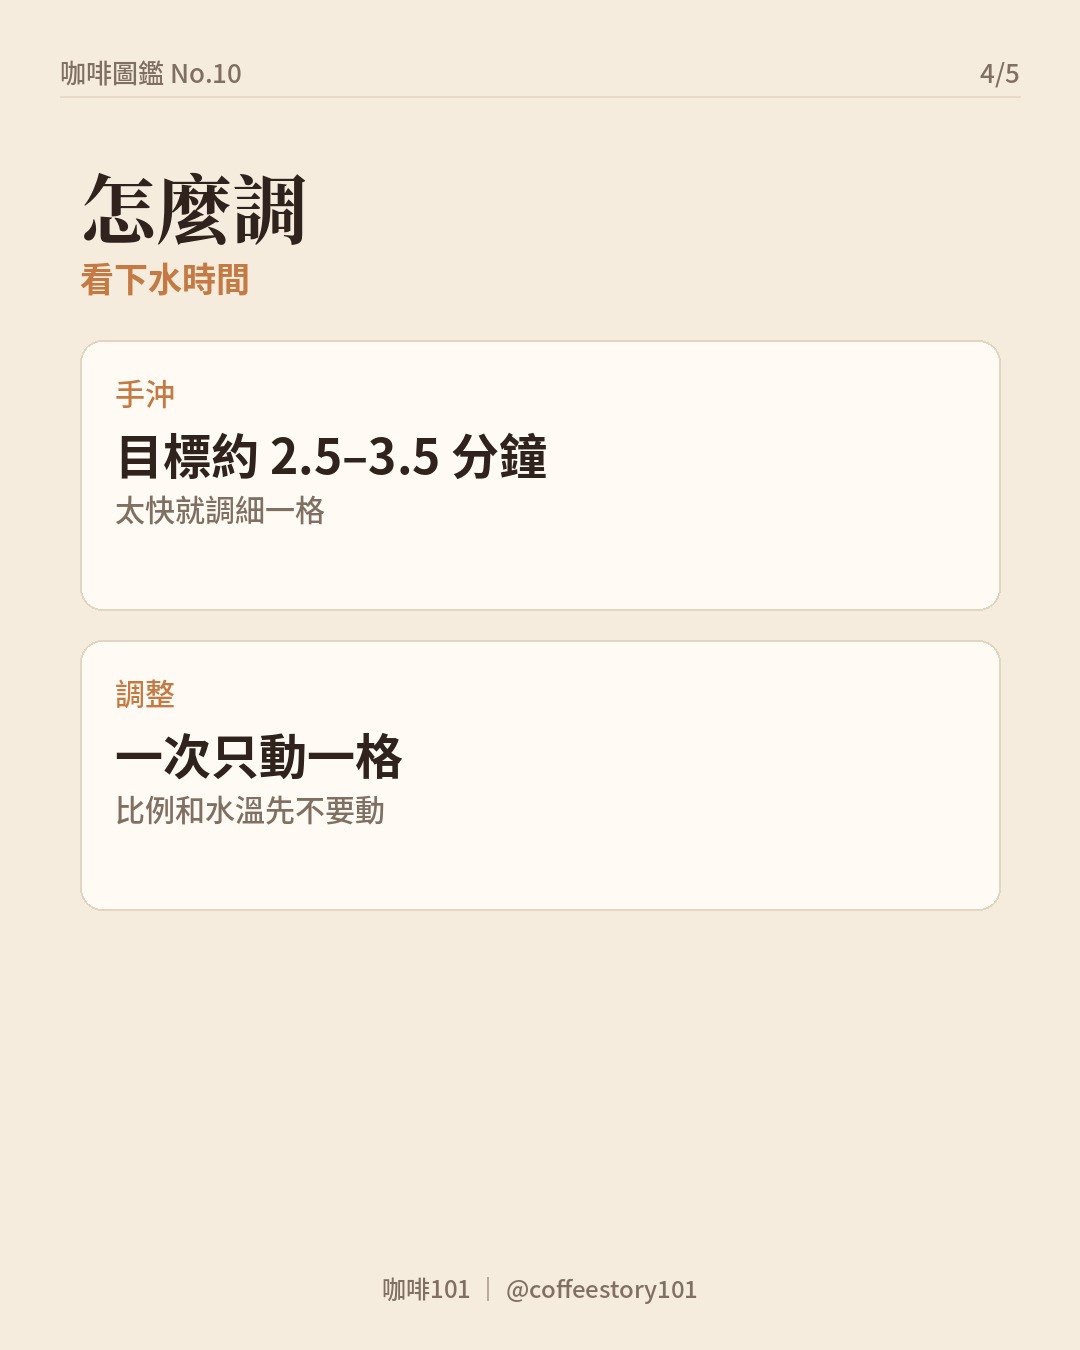 咖啡圖鑑 No.10
4/5
怎麼調
看下水時間
手沖
目標約 2.5–3.5 分鐘
太快就調細一格
調整
一次只動一格
比例和水溫先不要動
咖啡101｜@coffeestory101